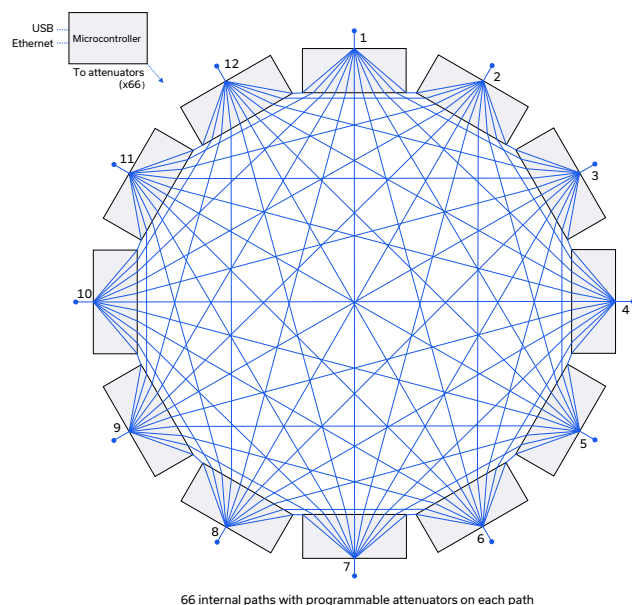 USB
Ethernet
Microcontroller
To attenuators
(x66)
1
2
3
4
5
6
7
8
9
10
11
12
66 internal paths with programmable attenuators on each path